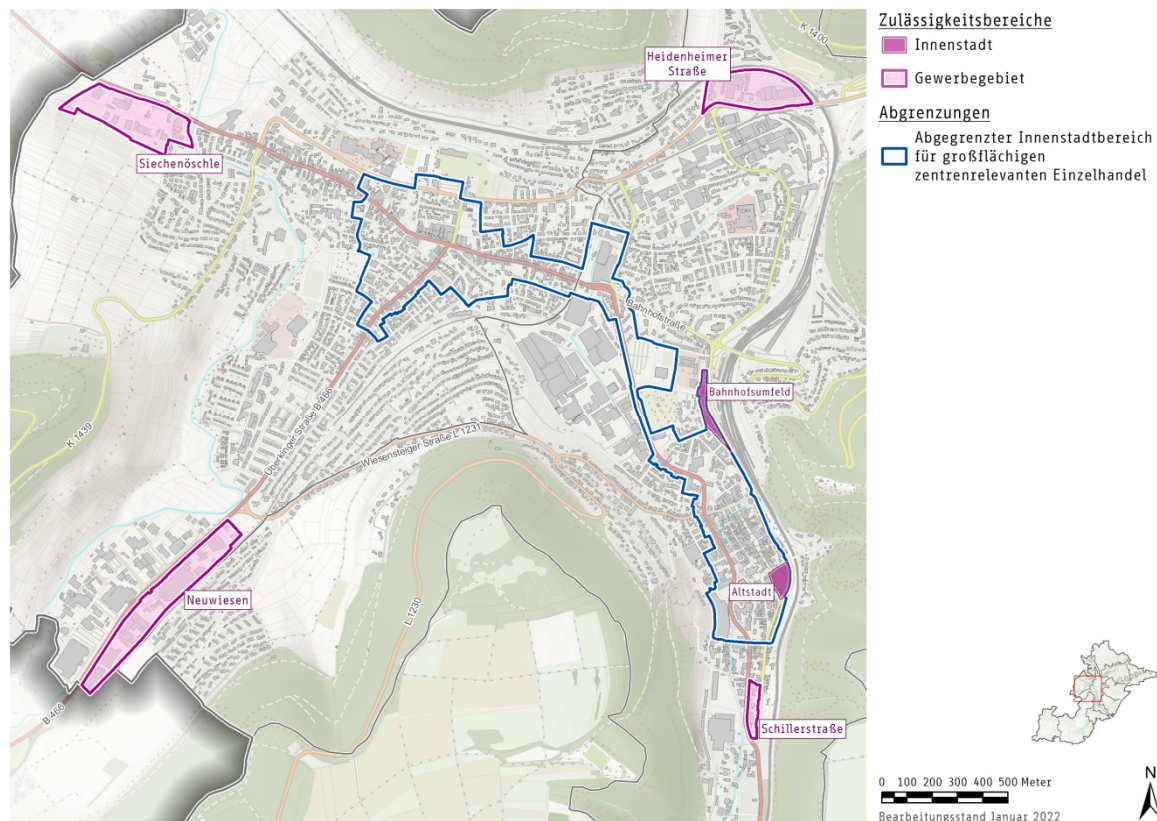 Zulässigkeitsbereiche
Innenstadt
Gewerbegebiet
Abgrenzungen
Abgegrenzter Innenstadtbereich
für großflächigen
zentrenrelevanten Einzelhandel
Heidenheimer
Straße
K 1400
Siechenöschle
Bahnhofstraße
Bahnhofsumfeld
K 1439
Überkinger Straße B 466
Wiesensteiger Straße L 1231
Neuwiesen
L 1230
Altstadt
B 466
Schillerstraße
0 100 200 300 400 500 Meter
Bearbeitungsstand Januar 2022
N